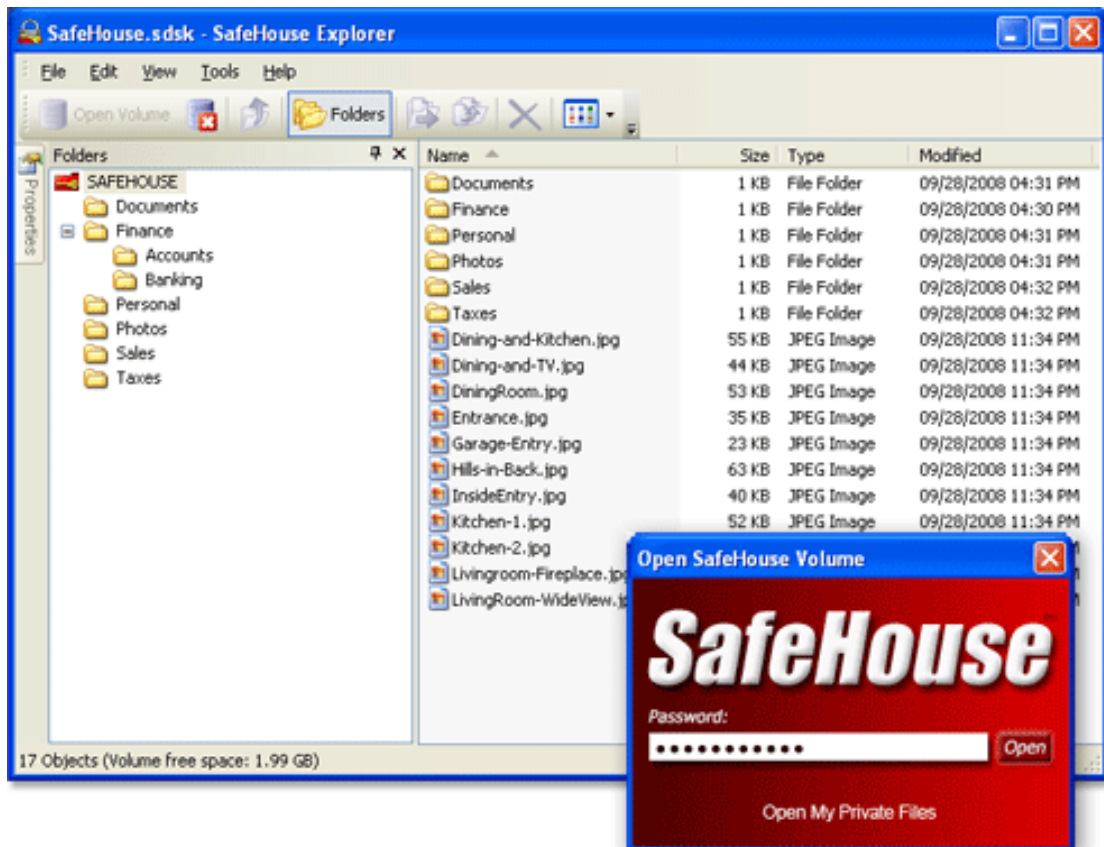 SafeHouse.sdsk - SafeHouse Explorer
File Edit View Tools Help
Open Volume Folders
Properties
Folders
SAFEHOUSE
Documents
Finance
Accounts
Banking
Personal
Photos
Sales
Taxes
Name Size Type Modified
Documents 1 KB File Folder 09/28/2008 04:31 PM
Finance 1 KB File Folder 09/28/2008 04:30 PM
Personal 1 KB File Folder 09/28/2008 04:31 PM
Photos 1 KB File Folder 09/28/2008 04:31 PM
Sales 1 KB File Folder 09/28/2008 04:32 PM
Taxes 1 KB File Folder 09/28/2008 04:32 PM
Dining-and-Kitchen.jpg 55 KB JPEG Image 09/28/2008 11:34 PM
Dining-and-TV.jpg 44 KB JPEG Image 09/28/2008 11:34 PM
DiningRoom.jpg 53 KB JPEG Image 09/28/2008 11:34 PM
Entrance.jpg 35 KB JPEG Image 09/28/2008 11:34 PM
Garage-Entry.jpg 23 KB JPEG Image 09/28/2008 11:34 PM
Hills-in-Back.jpg 63 KB JPEG Image 09/28/2008 11:34 PM
InsideEntry.jpg 40 KB JPEG Image 09/28/2008 11:34 PM
Kitchen-1.jpg 52 KB JPEG Image 09/28/2008 11:34 PM
Kitchen-2.jpg
Livingroom-Fireplace.jp
LivingRoom-WideView.j
17 Objects (Volume free space: 1.99 GB)
Open SafeHouse Volume
SafeHouse
Password:
Open
Open My Private Files